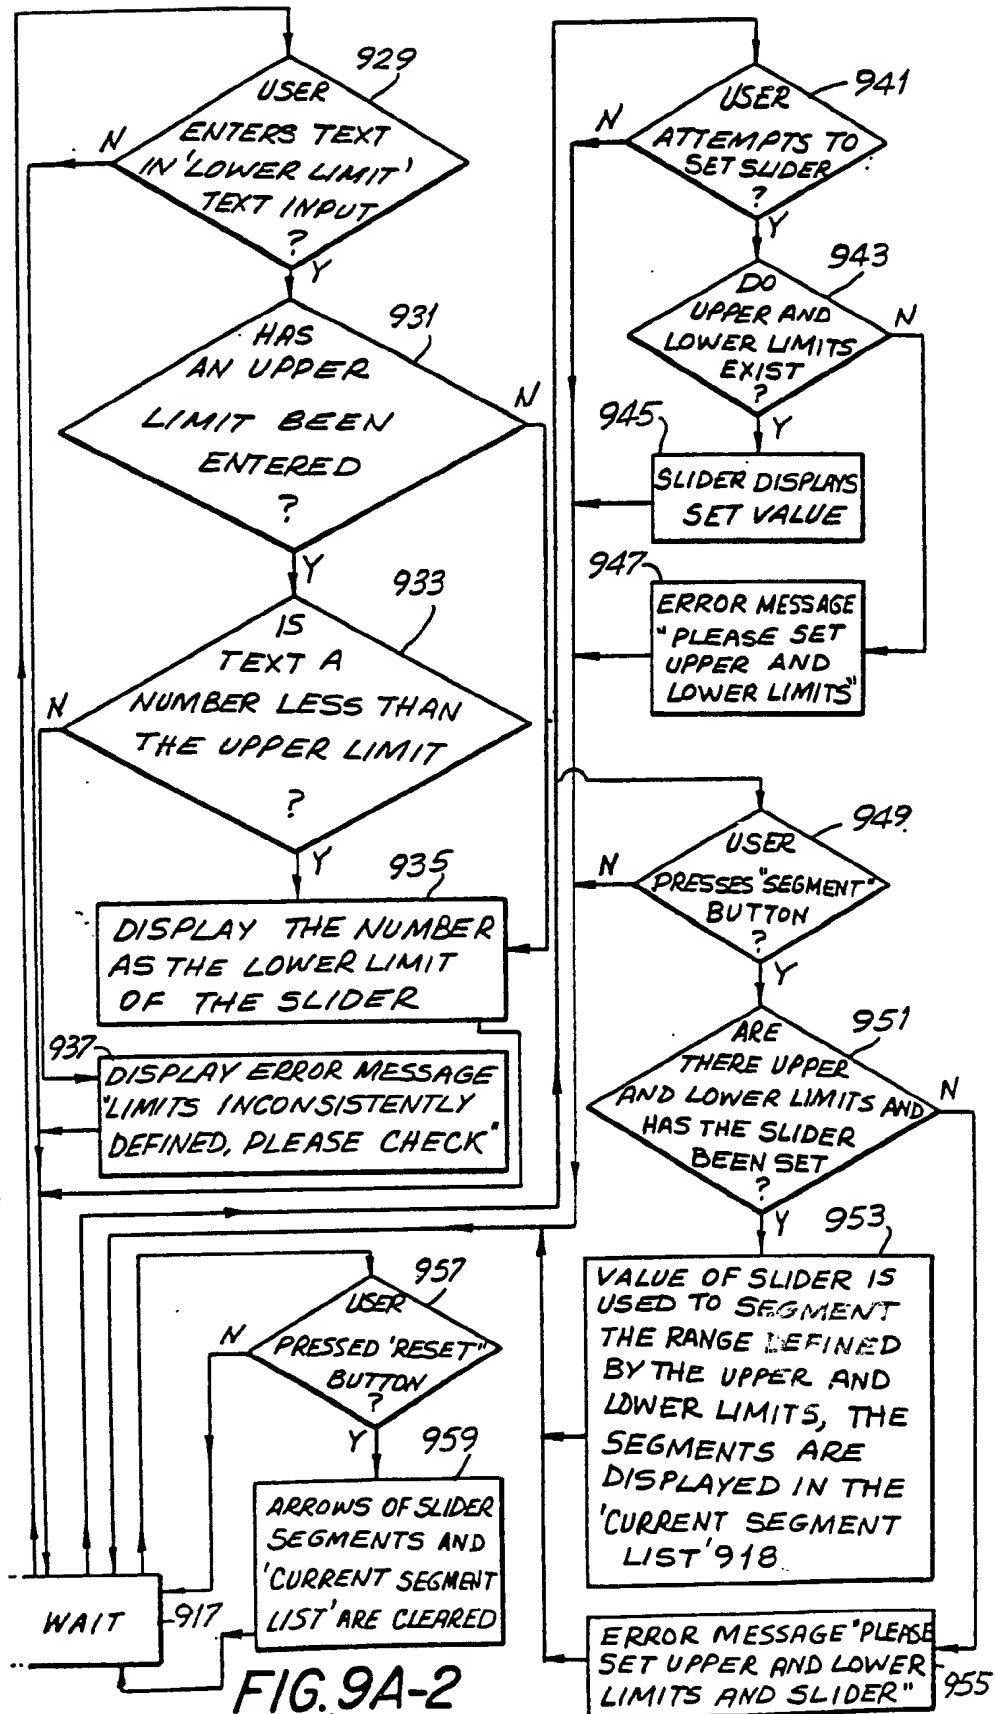 929
USER
ENTERS TEXT
IN 'LOWER LIMIT'
TEXT INPUT
?
N
Y
931
HAS
AN UPPER
LIMIT BEEN
ENTERED
?
N
Y
933
IS
TEXT A
NUMBER LESS THAN
THE UPPER LIMIT
?
N
Y
935
DISPLAY THE NUMBER
AS THE LOWER LIMIT
OF THE SLIDER
937
DISPLAY ERROR MESSAGE
"LIMITS INCONSISTENTLY
DEFINED, PLEASE CHECK"
941
USER
ATTEMPTS TO
SET SLIDER
?
N
Y
943
DO
UPPER AND
LOWER LIMITS
EXIST
?
N
Y
945
SLIDER DISPLAYS
SET VALUE
947
ERROR MESSAGE
"PLEASE SET
UPPER AND
LOWER LIMITS"
949
USER
PRESSES "SEGMENT"
BUTTON
?
N
Y
951
ARE
THERE UPPER
AND LOWER LIMITS AND
HAS THE SLIDER
BEEN SET
?
N
Y
953
VALUE OF SLIDER IS
USED TO SEGMENT
THE RANGE DEFINED
BY THE UPPER AND
LOWER LIMITS, THE
SEGMENTS ARE
DISPLAYED IN THE
'CURRENT SEGMENT
LIST' 918
ERROR MESSAGE "PLEASE
SET UPPER AND LOWER
LIMITS AND SLIDER"
955
957
USER
PRESSED 'RESET"
BUTTON
?
N
Y
959
ARROWS OF SLIDER
SEGMENTS AND
'CURRENT SEGMENT
LIST' ARE CLEARED
WAIT
917
FIG. 9A-2